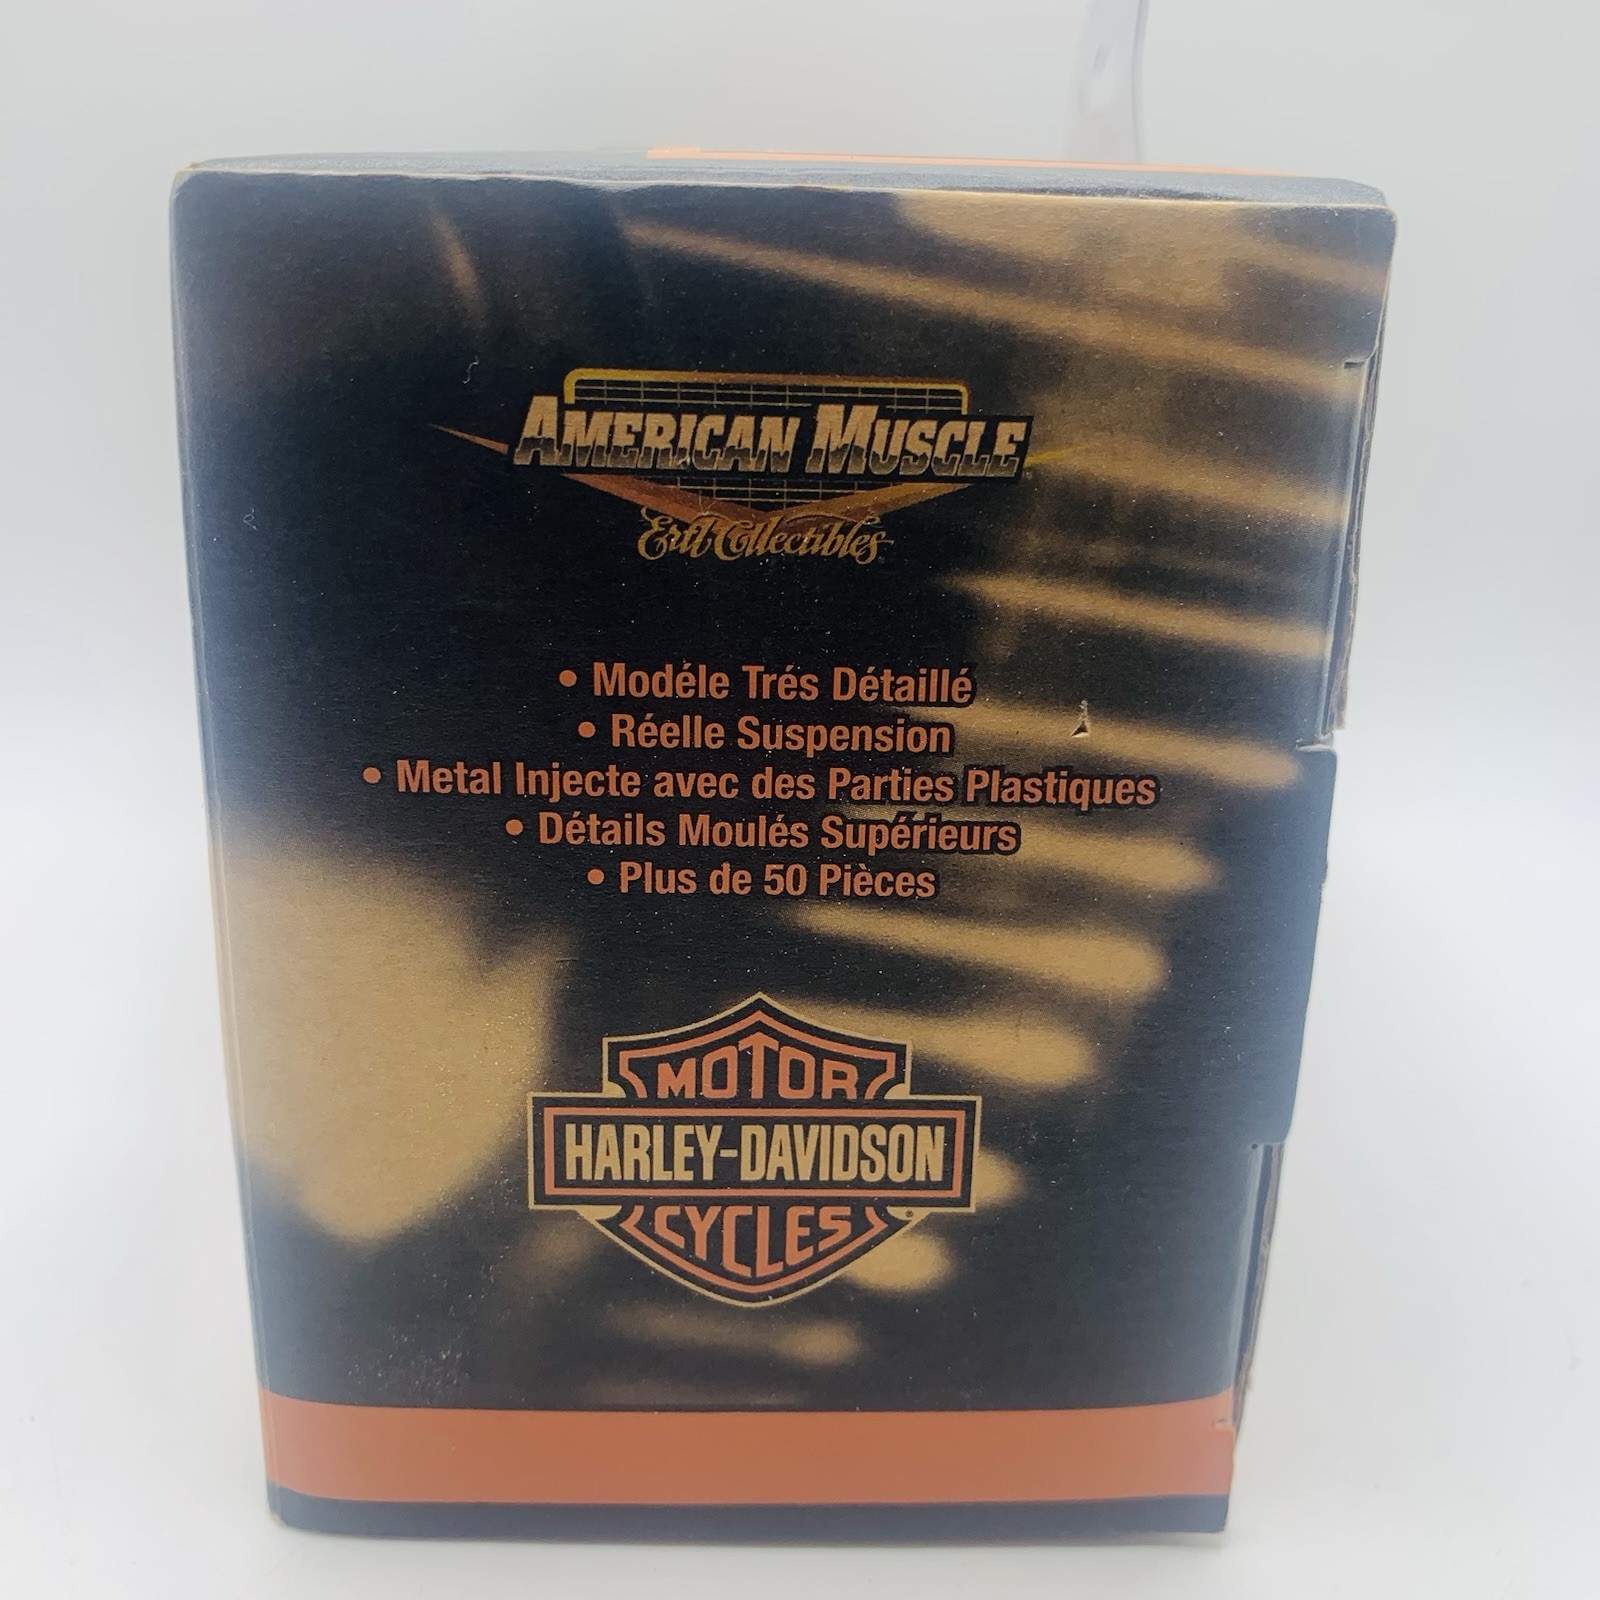 AMERICAN MUSCLE
Ertl Collectibles
• Modéle Trés Détaillé
• Réelle Suspension
• Metal Injecte avec des Parties Plastiques
• Détails Moulés Supérieurs
• Plus de 50 Pièces
MOTOR
HARLEY-DAVIDSON
CYCLES